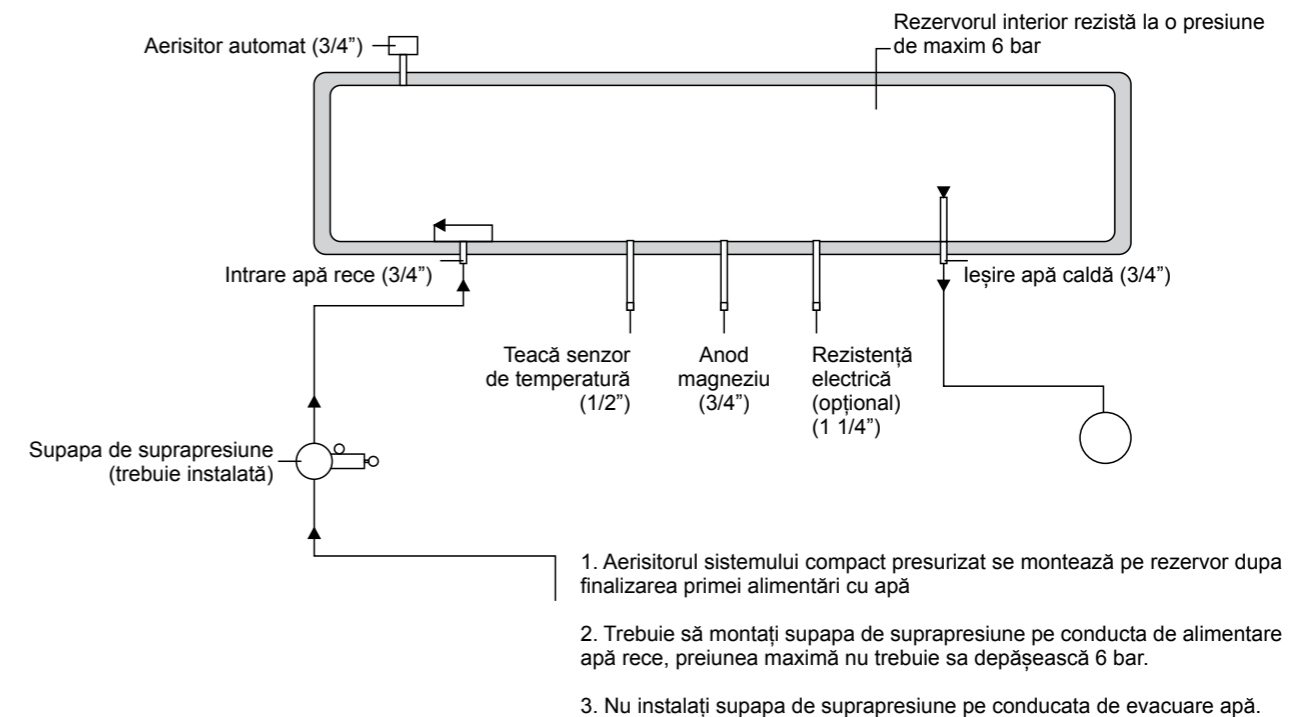 Rezervorul interior rezistă la o presiune
de maxim 6 bar
Aerisitor automat (3/4”)
Intrare apă rece (3/4”)
Ieșire apă caldă (3/4”)
Teacă senzor
de temperatură
(1/2”)
Anod
magneziu
(3/4”)
Rezistență
electrică
(opțional)
(1 1/4”)
Supapa de suprapresiune
(trebuie instalată)
1. Aerisitorul sistemului compact presurizat se montează pe rezervor dupa
finalizarea primei alimentări cu apă
2. Trebuie să montați supapa de suprapresiune pe conducta de alimentare
apă rece, preiunea maximă nu trebuie sa depășească 6 bar.
3. Nu instalați supapa de suprapresiune pe conducata de evacuare apă.